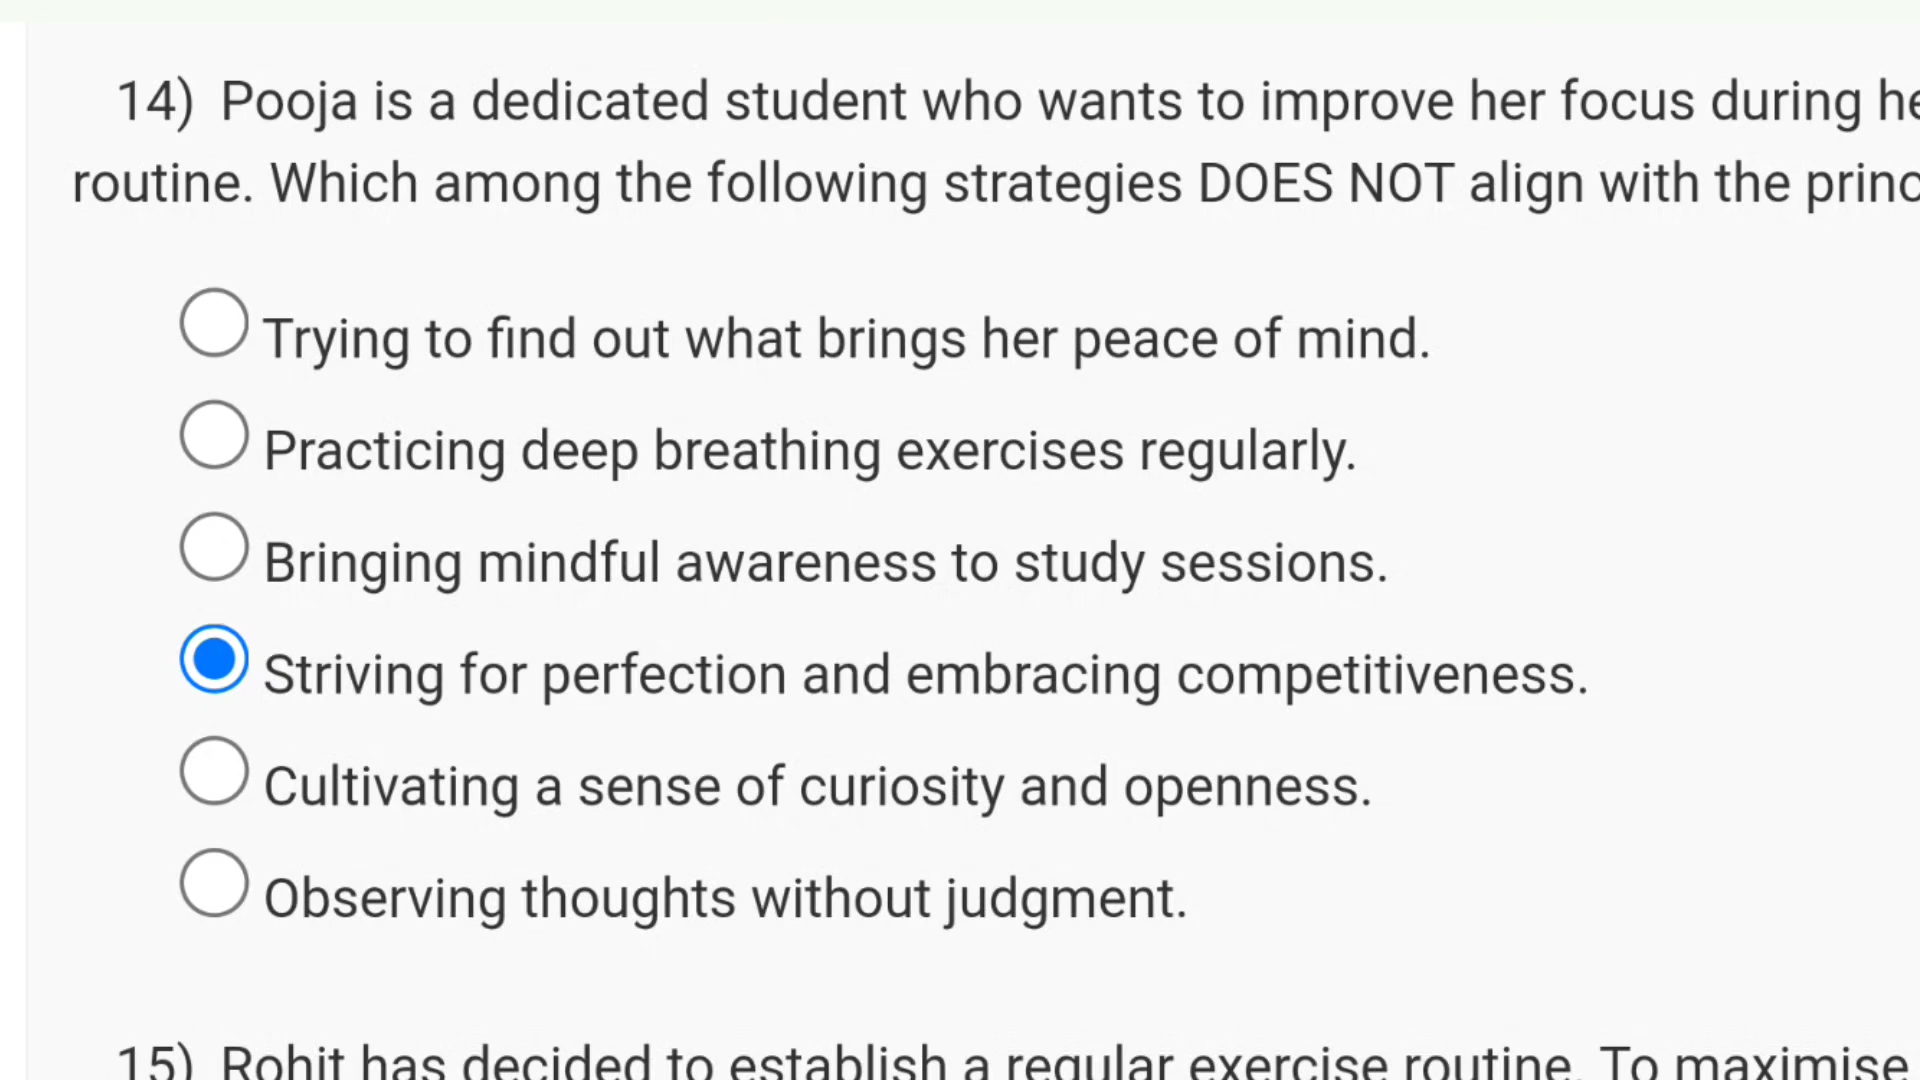 14) Pooja is a dedicated student who wants to improve her focus during
routine. Which among the following strategies DOES NOT align with the
Trying to find out what brings her peace of mind.
Practicing deep breathing exercises regularly.
Bringing mindful awareness to study sessions.
Striving for perfection and embracing competitiveness.
Cultivating a sense of curiosity and openness.
Observing thoughts without judgment.
15) Rohit has decided to establish a regular exercise routine. To maximise